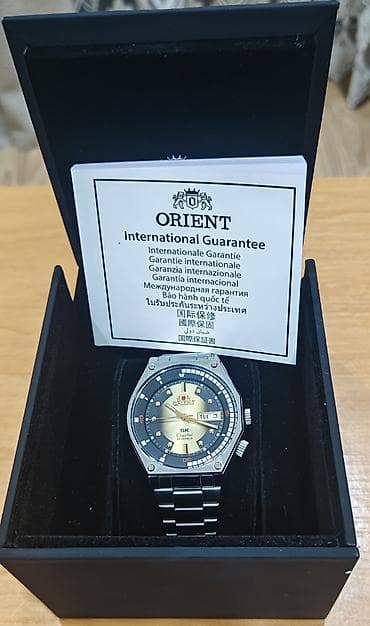 ORIENT
International Guarantee
Internationale Garantie
Garantie internationale
Garanzia internazionale
Garantía internacional
Международная гарантия
Bảo hành quốc tế
ใบรับประกันระหว่างประเทศ
国际保修
國際保固
ضمان دولي
国際保証書
ORIENT
SK
Crystal